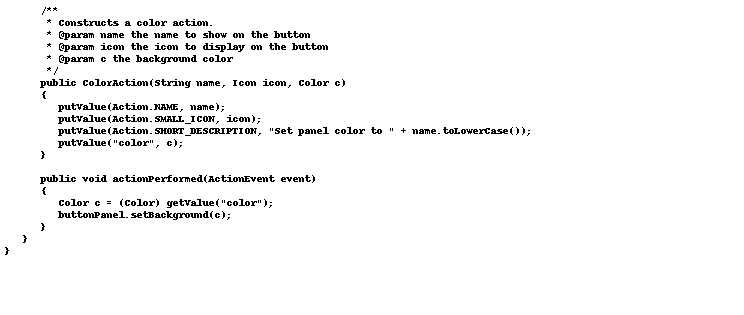 /**
* Constructs a color action.
* @param name the name to show on the button
* @param icon the icon to display on the button
* @param c the background color
*/
public ColorAction(String name, Icon icon, Color c)
{
putValue(Action.NAME, name);
putValue(Action.SMALL_ICON, icon);
putValue(Action.SHORT_DESCRIPTION, "Set panel color to " + name.toLowerCase());
putValue("color", c);
}
public void actionPerformed(ActionEvent event)
{
Color c = (Color) getValue("color");
buttonPanel.setBackground(c);
}
}
}